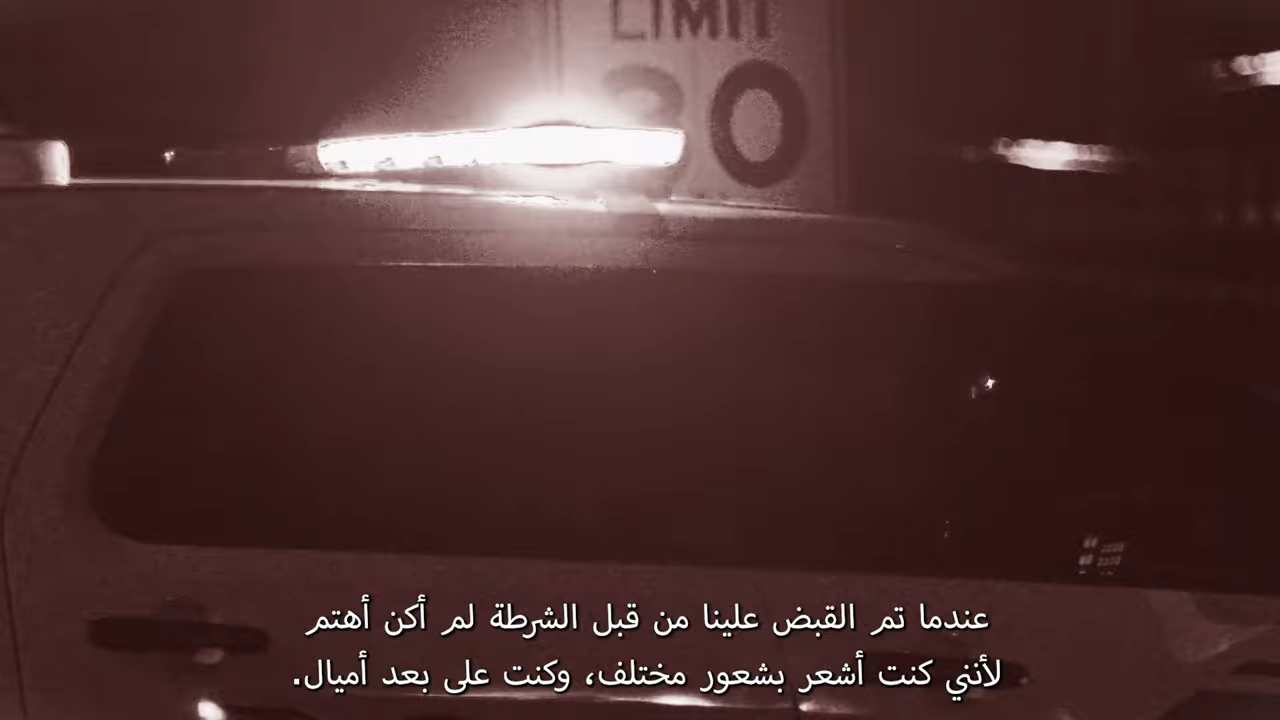 LIMIT
30
عندما تم القبض علينا من قبل الشرطة لم أكن أهتم
لأنني كنت أشعر بشعور مختلف، وكنت على بعد أميال.